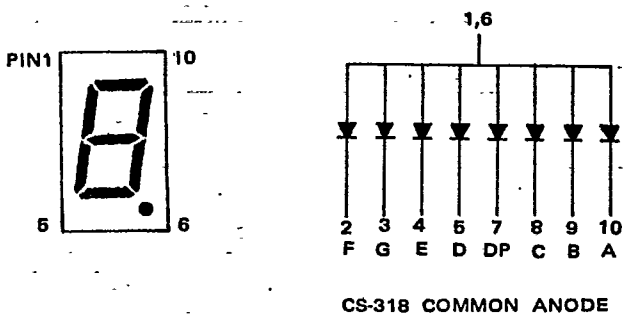 1,6
PIN1 10
5 6
2 3 4 5 7 8 9 10
F G E D DP C B A
CS-318 COMMON ANODE